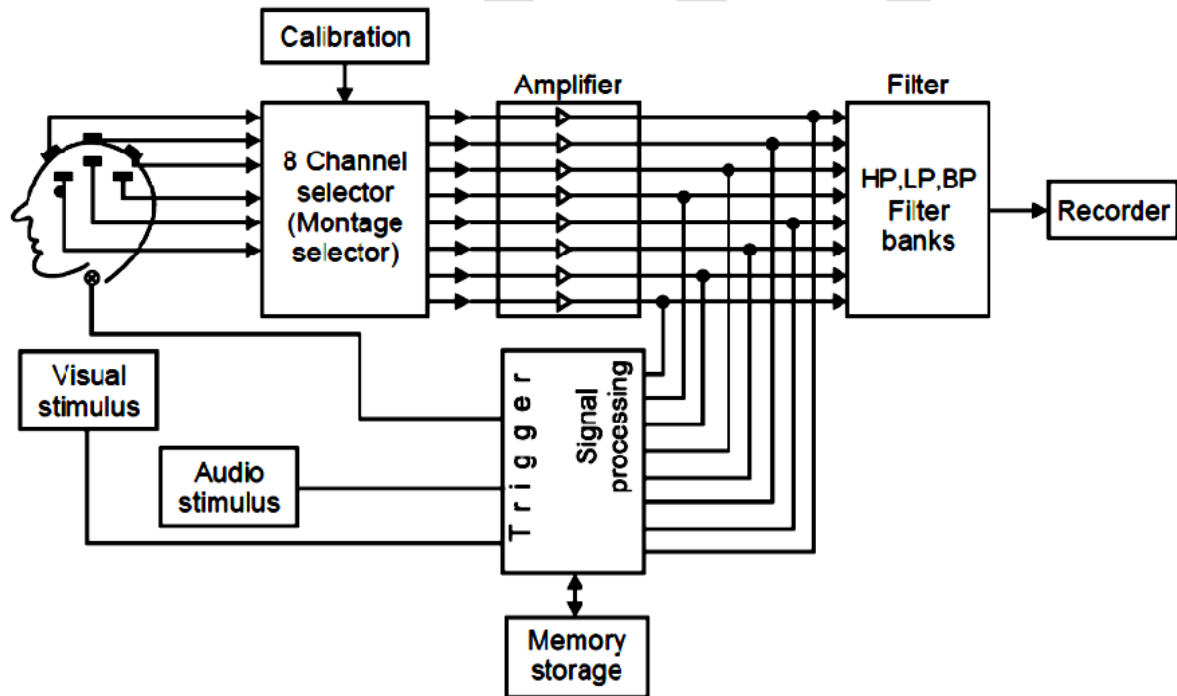 Calibration
Amplifier
Filter
8 Channel
selector
(Montage
selector)
HP,LP,BP
Filter
banks
Recorder
Visual
stimulus
Audio
stimulus
Trigger
Signal
processing
Memory
storage